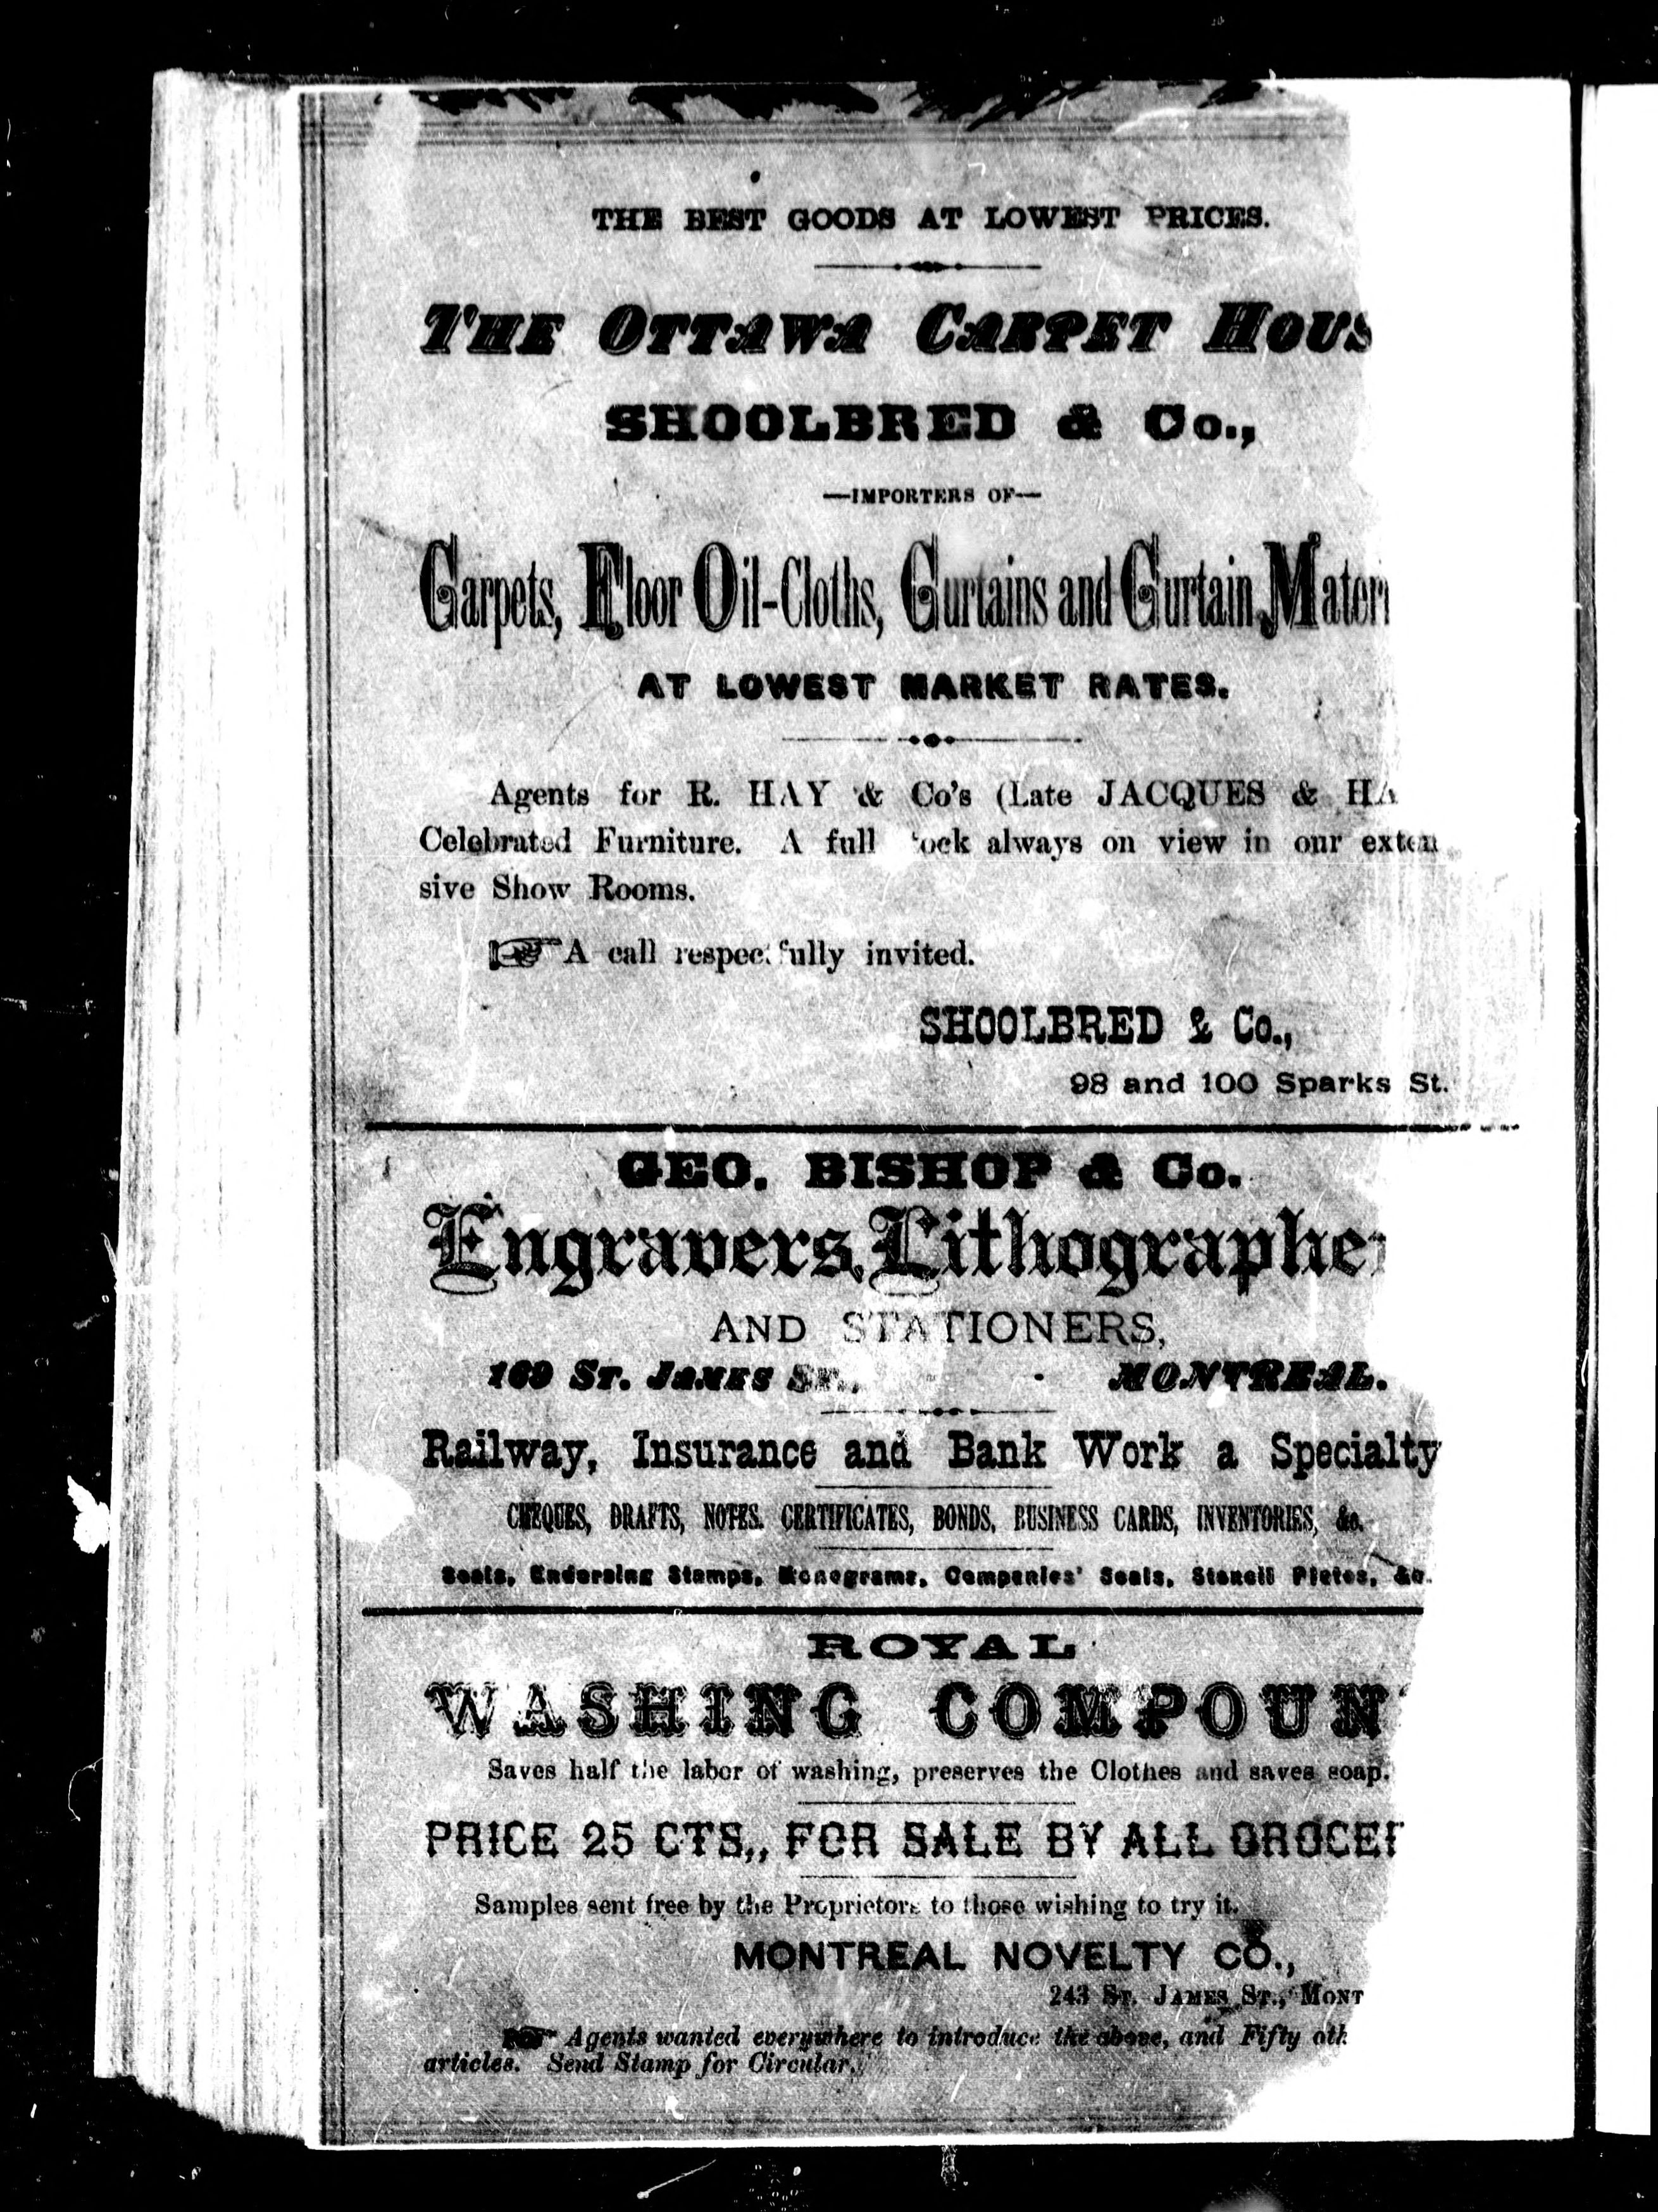 THE BEST GOODS AT LOWEST PRICES.
THE OTTAWA CARPET HOUS
SHOOLBRED & Co.,
—IMPORTERS OF—
Carpets, Floor Oil-Cloths, Curtains and Curtain Materi
AT LOWEST MARKET RATES.
Agents for R. HAY & Co's (Late JACQUES & HA
Celebrated Furniture. A full ock always on view in our exten
sive Show Rooms.
A call respectfully invited.
SHOOLBRED & Co.,
98 and 100 Sparks St.
GEO. BISHOP & Co.
Engravers, Lithographer
AND STATIONERS,
169 ST. JAMES ST., - MONTREAL.
Railway, Insurance and Bank Work a Specialty
CHEQUES, DRAFTS, NOTES. CERTIFICATES, BONDS, BUSINESS CARDS, INVENTORIES, &c.
Seals, Endorsing Stamps, Monograms, Companies' Seals, Stencil Plates, &c.
ROYAL
WASHING COMPOUN
Saves half the labor of washing, preserves the Clothes and saves soap.
PRICE 25 CTS,, FOR SALE BY ALL GROCER
Samples sent free by the Proprietors to those wishing to try it.
MONTREAL NOVELTY CO.,
243 ST. JAMES ST., MONT
Agents wanted everywhere to introduce the above, and Fifty oth
articles. Send Stamp for Circular.